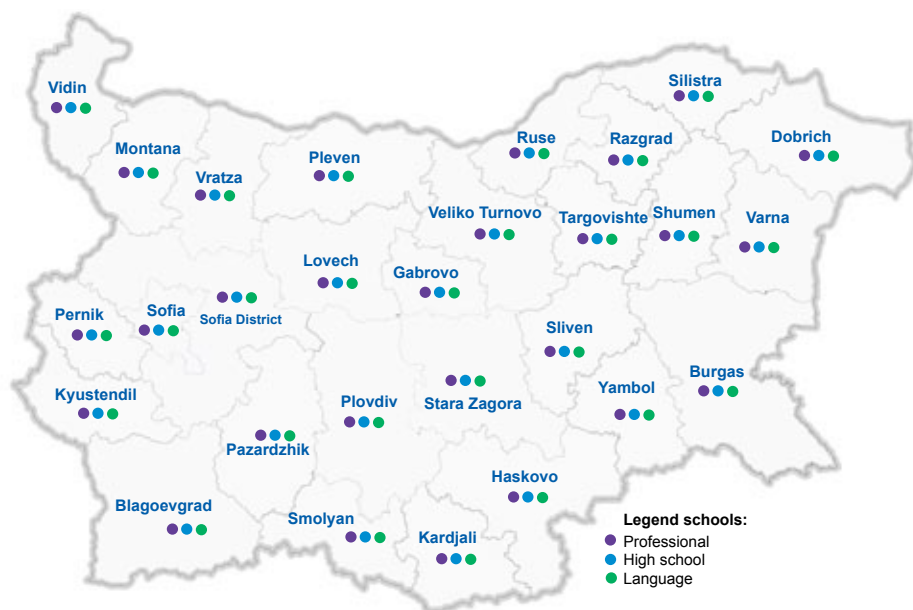 Vidin
Silistra
Montana
Ruse
Razgrad
Dobrich
Pleven
Vratza
Veliko Turnovo
Targovishte
Shumen
Varna
Lovech
Gabrovo
Pernik
Sofia
Sofia District
Sliven
Kyustendil
Plovdiv
Stara Zagora
Yambol
Burgas
Pazardzhik
Haskovo
Blagoevgrad
Smolyan
Kardjali
Legend schools:
Professional
High school
Language